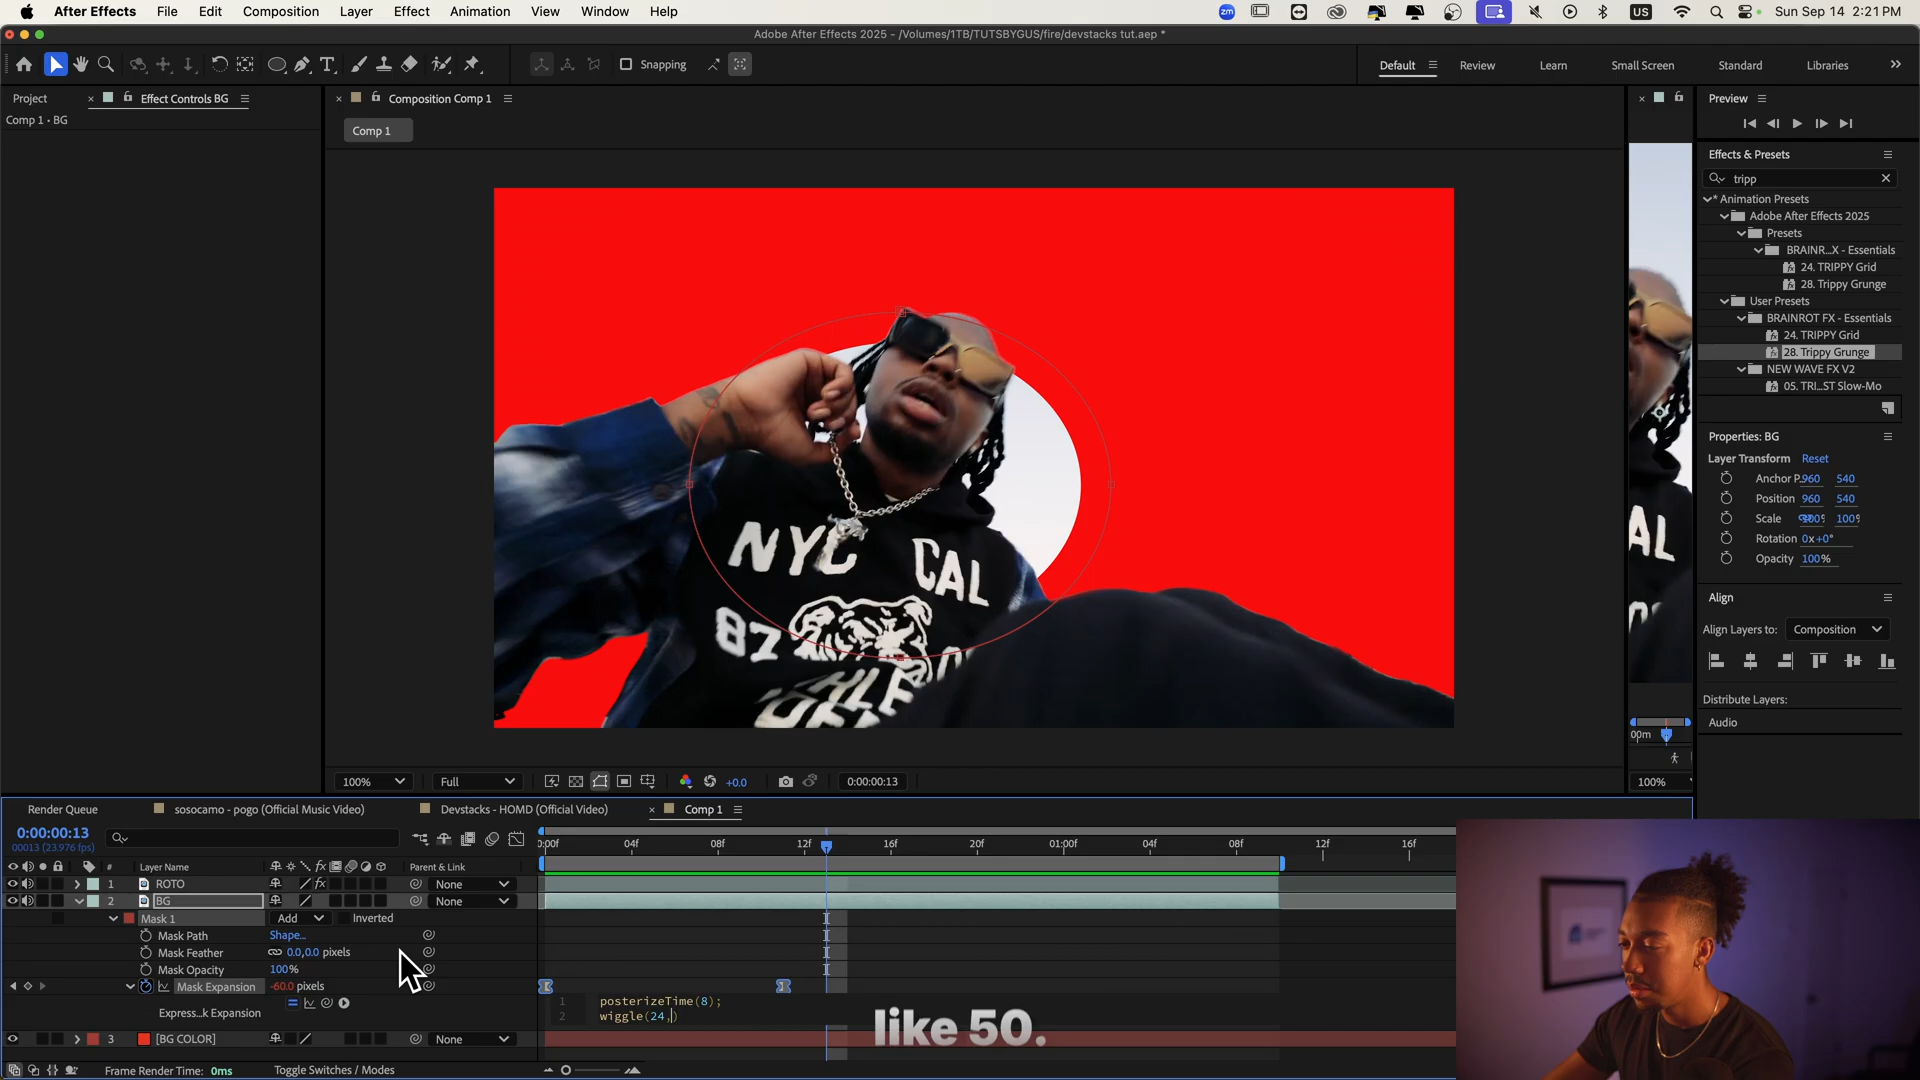 After Effects File Edit Composition Layer Effect Animation View Window Help
US Sun Sep 14 2:21 PM
Adobe After Effects 2025 - /Volumes/1TB/TUTSBYGUS/fire/devstacks tut.aep *
Snapping
Default Review Learn Small Screen Standard Libraries
Project Effect Controls BG
Comp 1 • BG
Composition Comp 1
Comp 1
NYC CAL
87
Preview
Effects & Presets
tripp
* Animation Presets
Adobe After Effects 2025
Presets
BRAINR...X - Essentials
24. TRIPPY Grid
28. Trippy Grunge
User Presets
BRAINROT FX - Essentials
24. TRIPPY Grid
28. Trippy Grunge
NEW WAVE FX V2
05. TRI...ST Slow-Mo
Properties: BG
Layer Transform Reset
Anchor P... 960 540
Position 960 540
Scale 100% 100%
Rotation 0x+0°
Opacity 100%
Align
Align Layers to: Composition
Distribute Layers:
Audio
00m
100%
100% Full +0.0 0:00:00:13
Render Queue sosocamo - pogo (Official Music Video) Devstacks - HOMD (Official Video) Comp 1
0:00:00:13
00013 (23.976 fps)
0:00f 04f 08f 12f 16f 20f 01:00f 04f 08f 12f 16f
# Layer Name Parent & Link
1 ROTO None
2 BG None
Mask 1 Add Inverted
Mask Path Shape...
Mask Feather 0.0,0.0 pixels
Mask Opacity 100%
Mask Expansion -60.0 pixels
Express...k Expansion
1 posterizeTime(8);
2 wiggle(24,)
like 50.
3 [BG COLOR] None
Frame Render Time: 0ms Toggle Switches / Modes